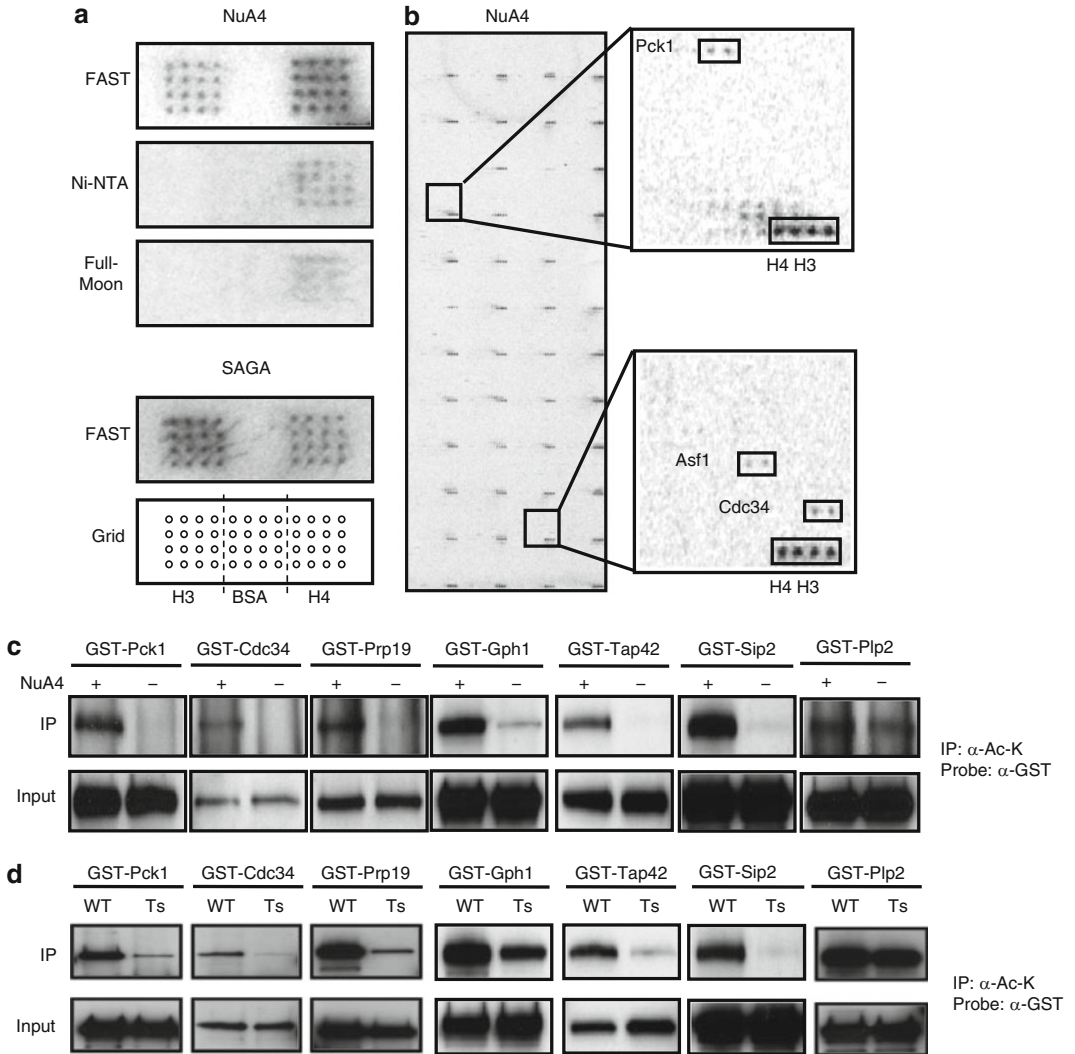 a
NuA4
FAST
Ni-NTA
Full-
Moon
SAGA
FAST
Grid
H3 BSA H4
b
NuA4
Pck1
H4 H3
Asf1
Cdc34
H4 H3
c
GST-Pck1 GST-Cdc34 GST-Prp19 GST-Gph1 GST-Tap42 GST-Sip2 GST-Plp2
NuA4 + − + − + − + − + − + − + −
IP
Input
IP: α-Ac-K
Probe: α-GST
d
GST-Pck1 GST-Cdc34 GST-Prp19 GST-Gph1 GST-Tap42 GST-Sip2 GST-Plp2
WT Ts WT Ts WT Ts WT Ts WT Ts WT Ts WT Ts
IP
Input
IP: α-Ac-K
Probe: α-GST